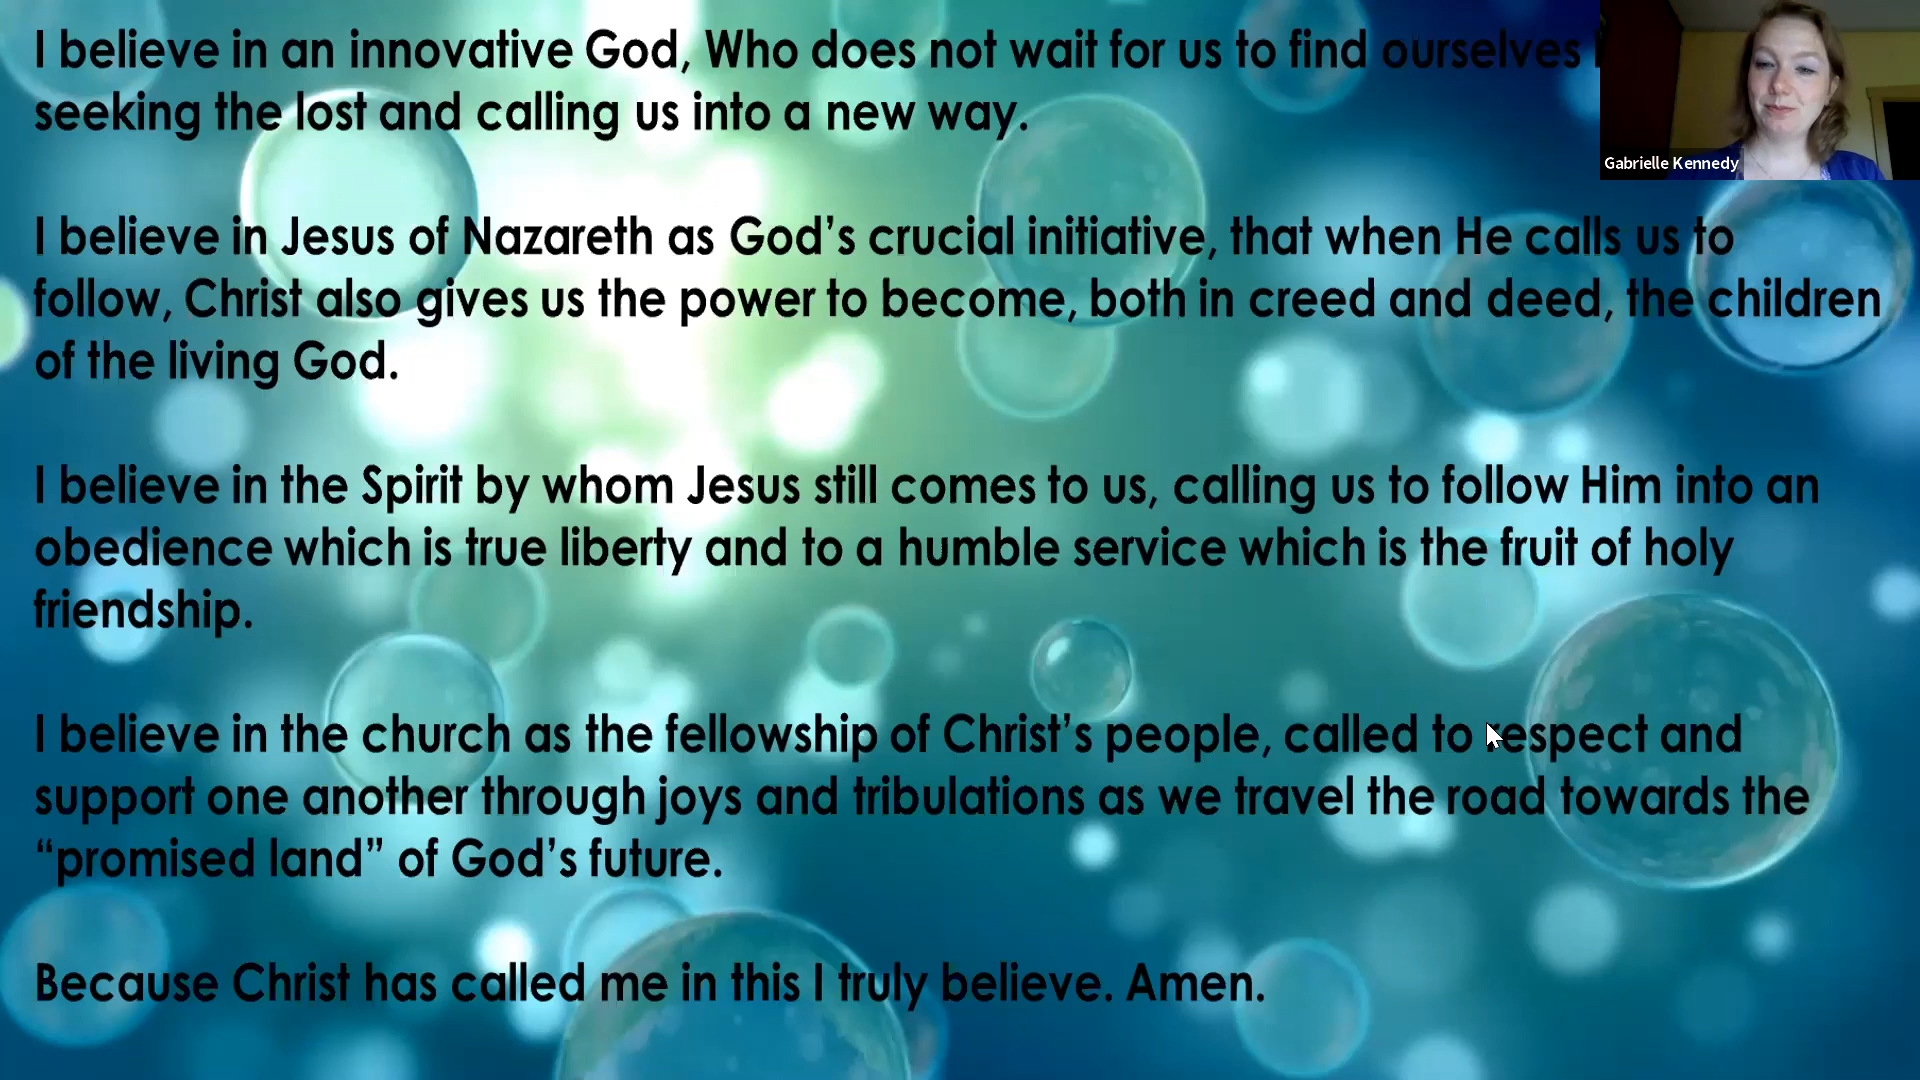 I believe in an innovative God, Who does not wait for us to find ourselves
seeking the lost and calling us into a new way.
I believe in Jesus of Nazareth as God’s crucial initiative, that when He calls us to
follow, Christ also gives us the power to become, both in creed and deed, the children
of the living God.
I believe in the Spirit by whom Jesus still comes to us, calling us to follow Him into an
obedience which is true liberty and to a humble service which is the fruit of holy
friendship.
I believe in the church as the fellowship of Christ’s people, called to respect and
support one another through joys and tribulations as we travel the road towards the
“promised land” of God’s future.
Because Christ has called me in this I truly believe. Amen.
Gabrielle Kennedy